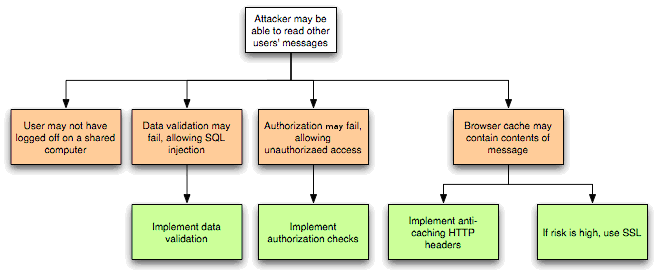 Attacker may be
able to read other
users' messages
User may not have
logged off on a shared
computer
Data validation may
fail, allowing SQL
injection
Authorization may fail,
allowing
unauthorizaed access
Browser cache may
contain contents of
message
Implement data
validation
Implement
authorization checks
Implement anti-
caching HTTP
headers
If risk is high, use SSL